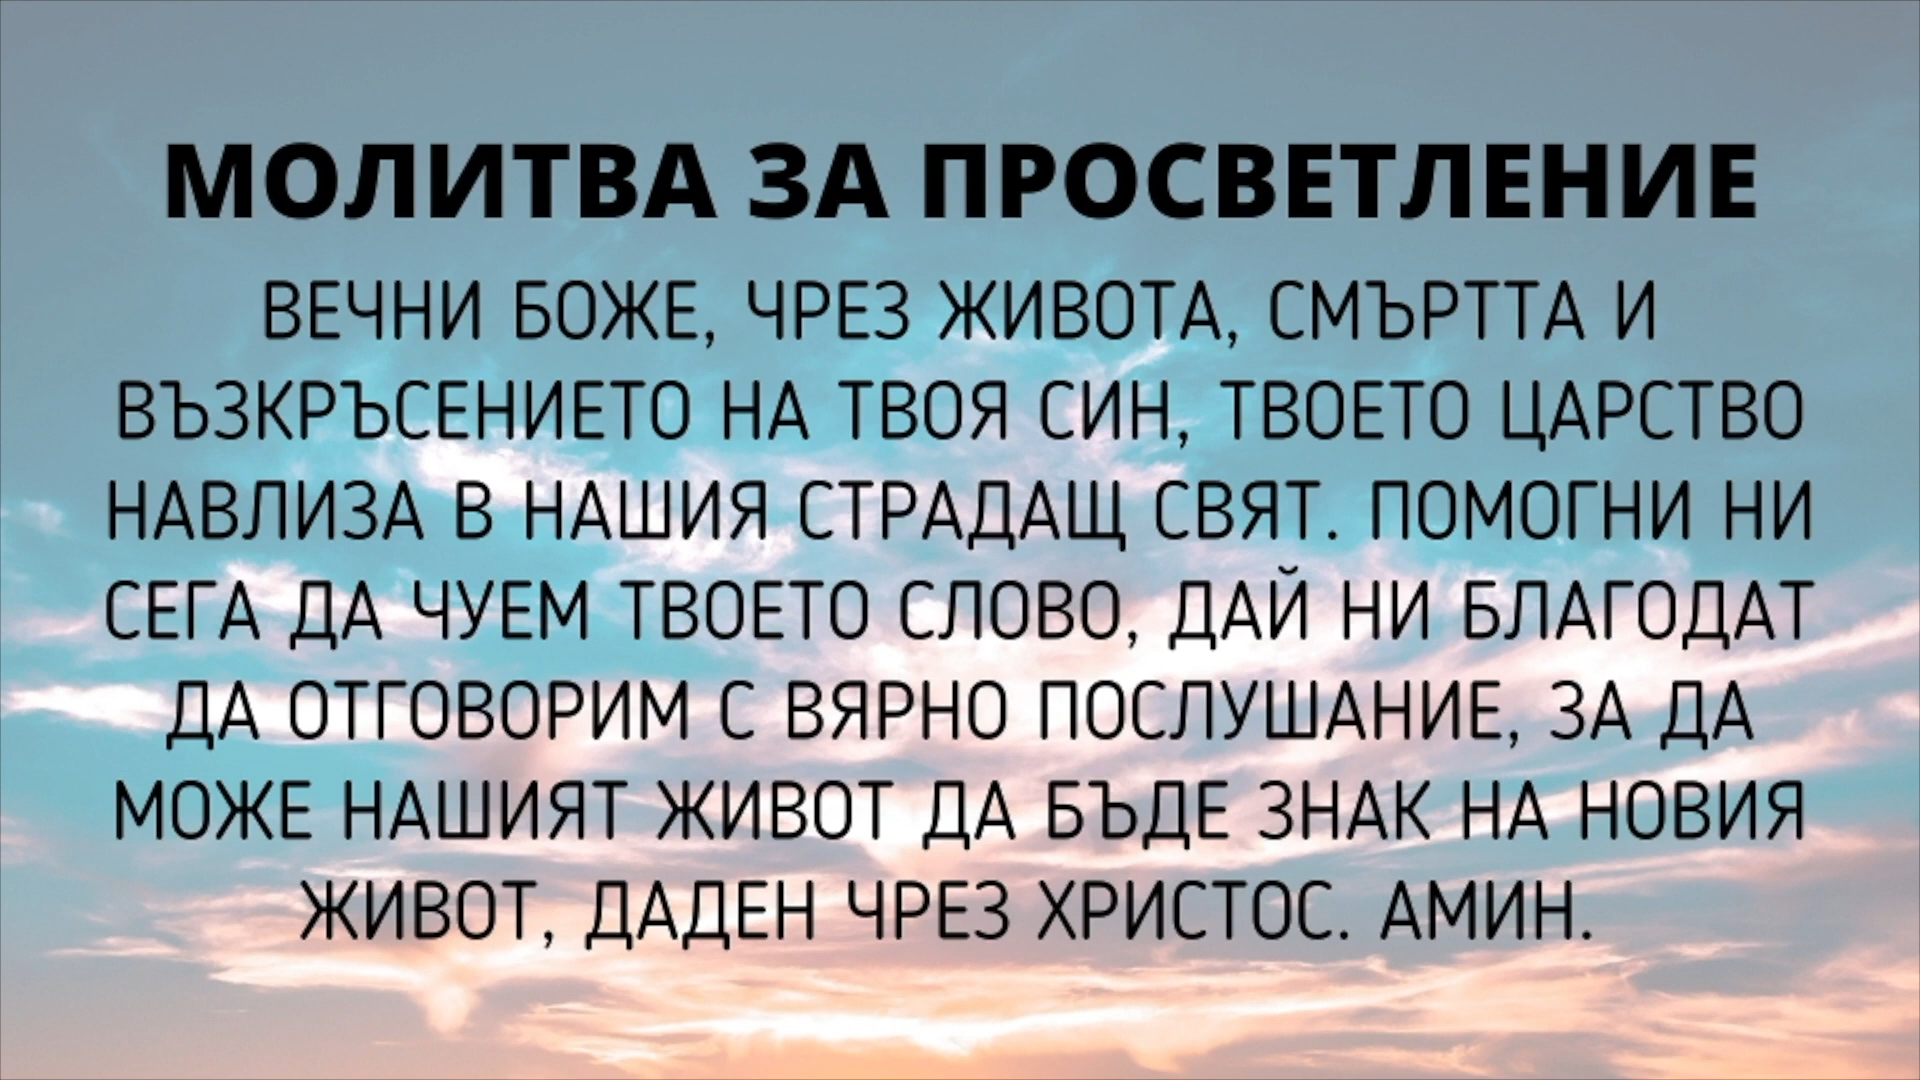 МОЛИТВА ЗА ПРОСВЕТЛЕНИЕ
ВЕЧНИ БОЖЕ, ЧРЕЗ ЖИВОТА, СМЪРТТА И
ВЪЗКРЪСЕНИЕТО НА ТВОЯ СИН, ТВОЕТО ЦАРСТВО
НАВЛИЗА В НАШИЯ СТРАДАЩ СВЯТ. ПОМОГНИ НИ
СЕГА ДА ЧУЕМ ТВОЕТО СЛОВО, ДАЙ НИ БЛАГОДАТ
ДА ОТГОВОРИМ С ВЯРНО ПОСЛУШАНИЕ, ЗА ДА
МОЖЕ НАШИЯТ ЖИВОТ ДА БЪДЕ ЗНАК НА НОВИЯ
ЖИВОТ, ДАДЕН ЧРЕЗ ХРИСТОС. АМИН.